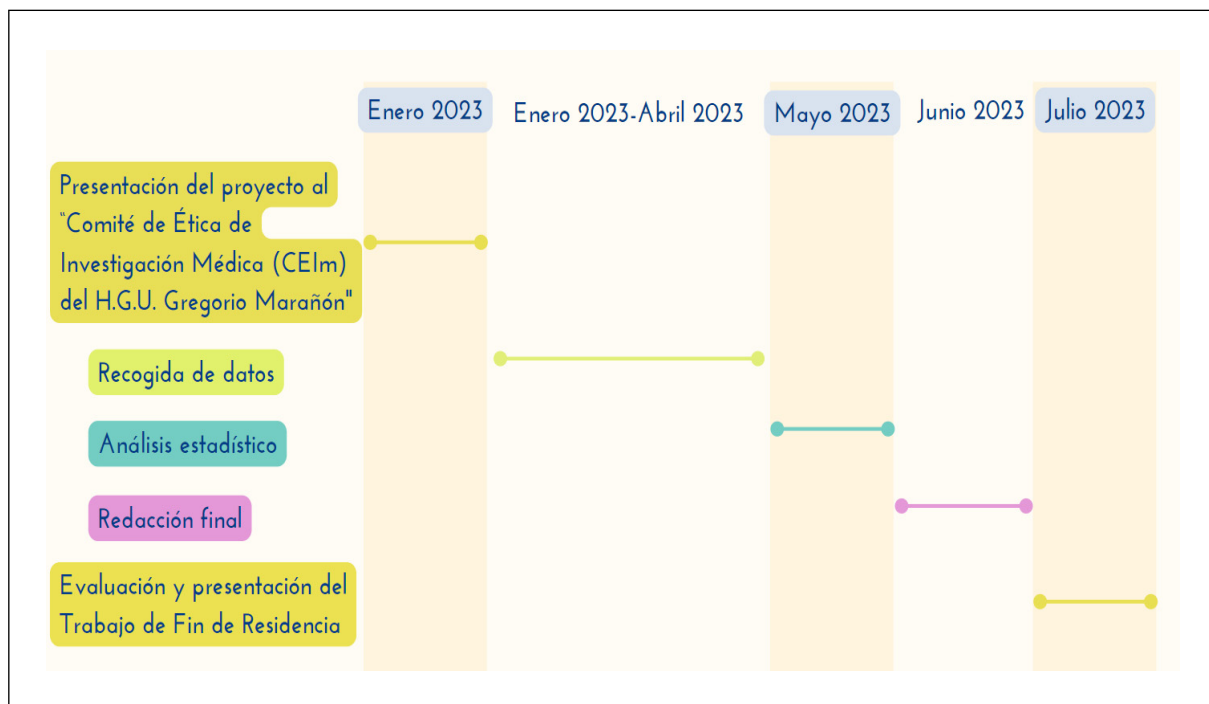 Enero 2023
Enero 2023-Abril 2023
Mayo 2023
Junio 2023
Julio 2023
Presentación del proyecto al
“Comité de Ética de
Investigación Médica (CEIm)
del H.G.U. Gregorio Marañón"
Recogida de datos
Análisis estadístico
Redacción final
Evaluación y presentación del
Trabajo de Fin de Residencia